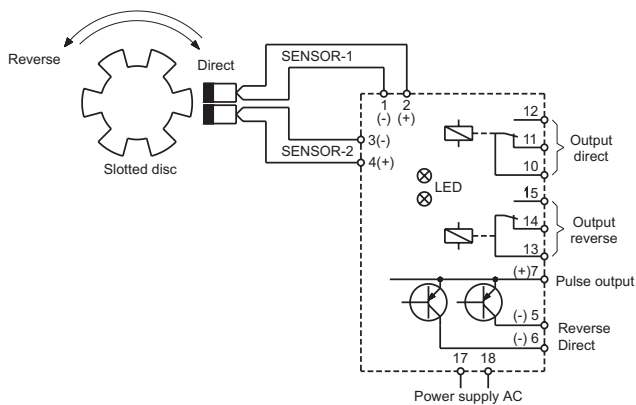 Reverse
Direct
Slotted disc
SENSOR-1
SENSOR-2
1
(-)
2
(+)
3(-)
4(+)
LED
12
11
10
Output
direct
15
14
13
Output
reverse
(+)7
Pulse output
(-) 5
(-) 6
Reverse
Direct
17
18
Power supply AC